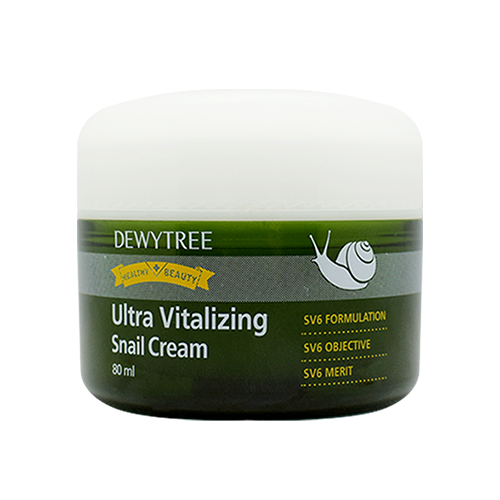 DEWYTREE
HEALTHY BEAUTY
Ultra Vitalizing
Snail Cream
80 ml
SV6 FORMULATION
SV6 OBJECTIVE
SV6 MERIT